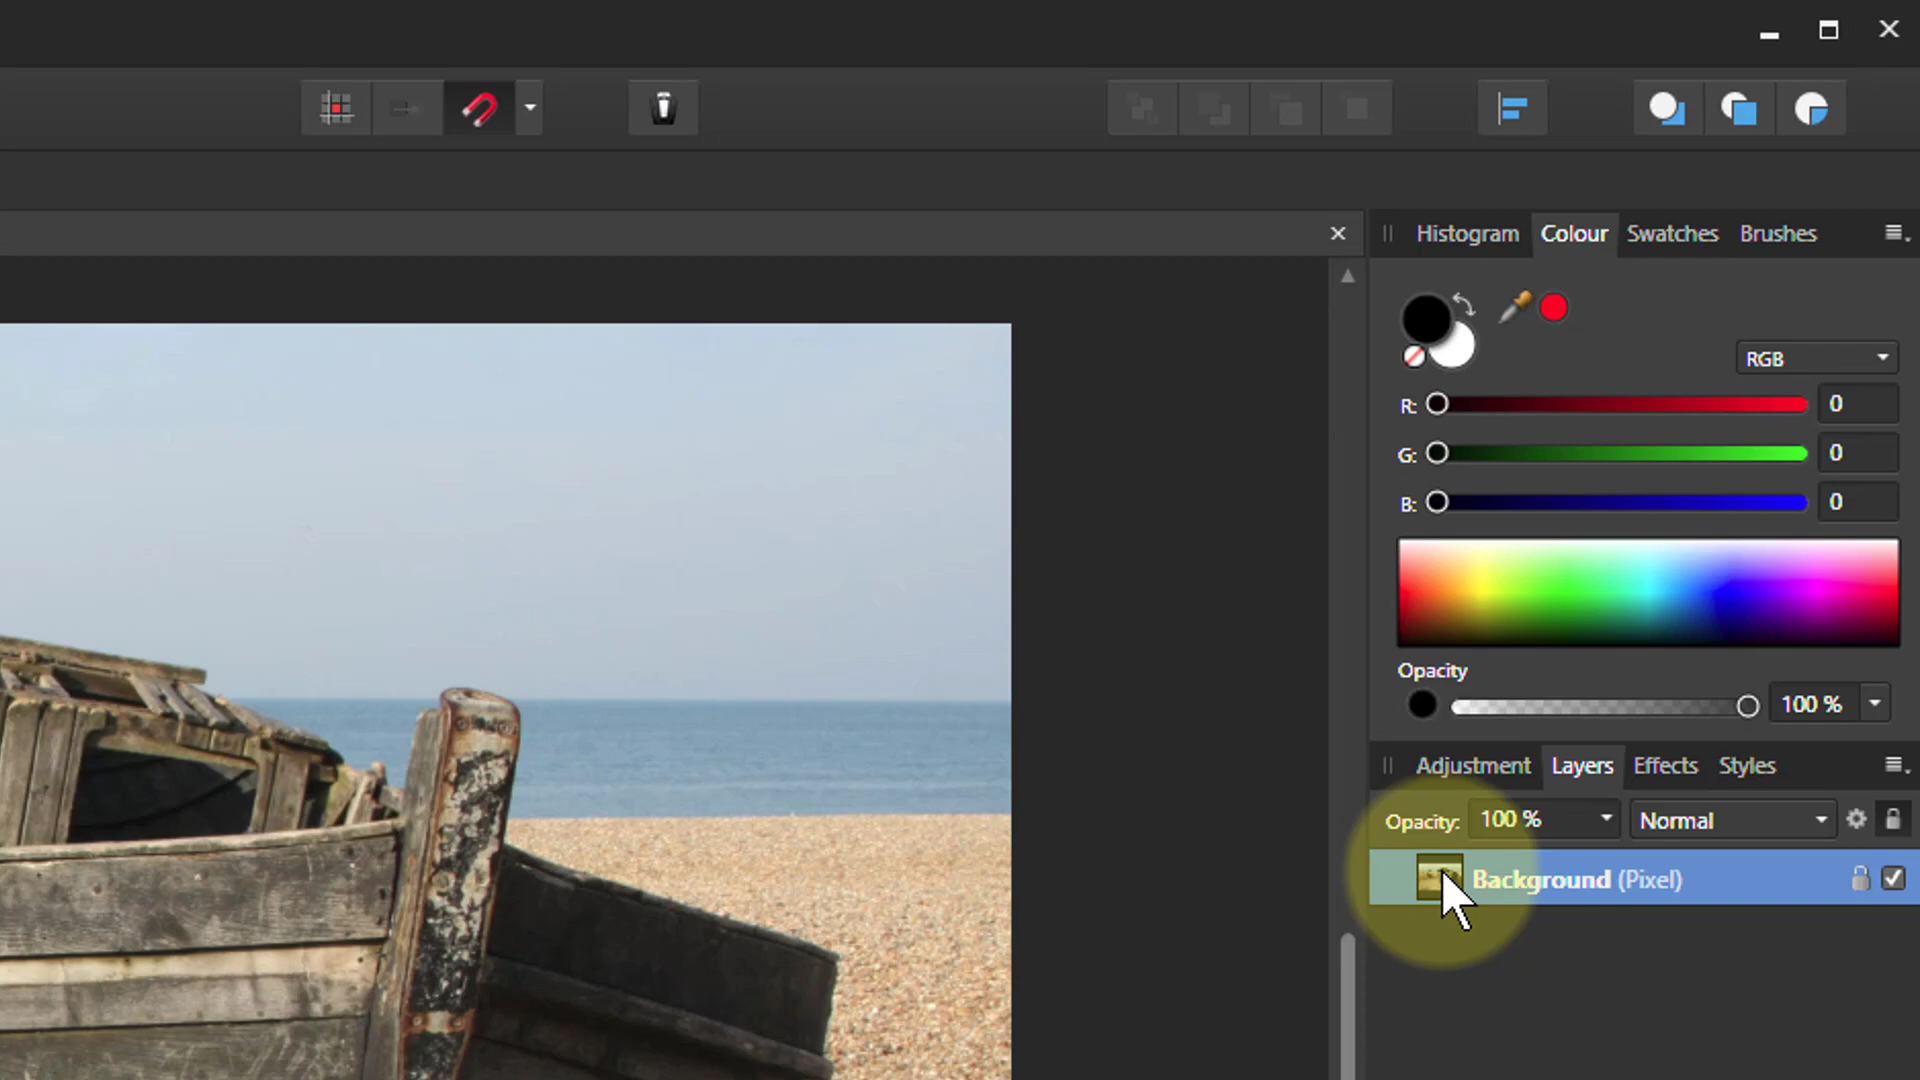 Histogram Colour Swatches Brushes
RGB
R: 0
G: 0
B: 0
Opacity
100 %
Adjustment Layers Effects Styles
Opacity: 100 % Normal
Background (Pixel)